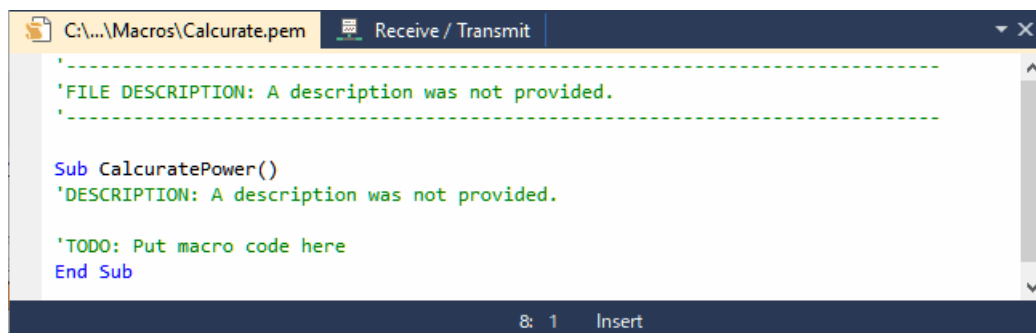 C:\...\Macros\Calcurate.pem Receive / Transmit
'------------------------------------------------------------------------------
'FILE DESCRIPTION: A description was not provided.
'------------------------------------------------------------------------------
Sub CalcuratePower()
'DESCRIPTION: A description was not provided.
'TODO: Put macro code here
End Sub
8: 1 Insert